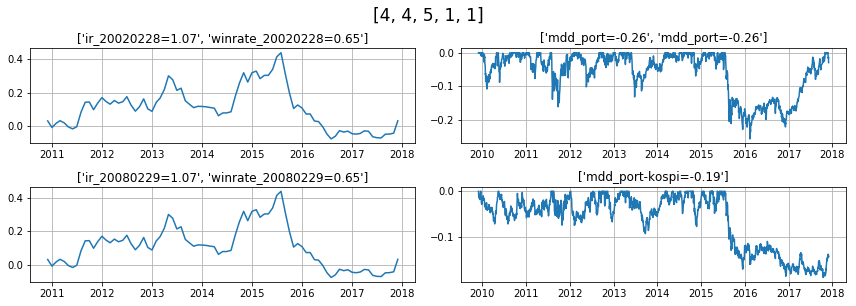 [4, 4, 5, 1, 1]
['ir_20020228=1.07', 'winrate_20020228=0.65']
0.4
0.2
0.0
2011 2012 2013 2014 2015 2016 2017 2018
['mdd_port=-0.26', 'mdd_port=-0.26']
0.0
−0.1
−0.2
2010 2011 2012 2013 2014 2015 2016 2017 2018
['ir_20080229=1.07', 'winrate_20080229=0.65']
0.4
0.2
0.0
2011 2012 2013 2014 2015 2016 2017 2018
['mdd_port-kospi=-0.19']
0.0
−0.1
2010 2011 2012 2013 2014 2015 2016 2017 2018